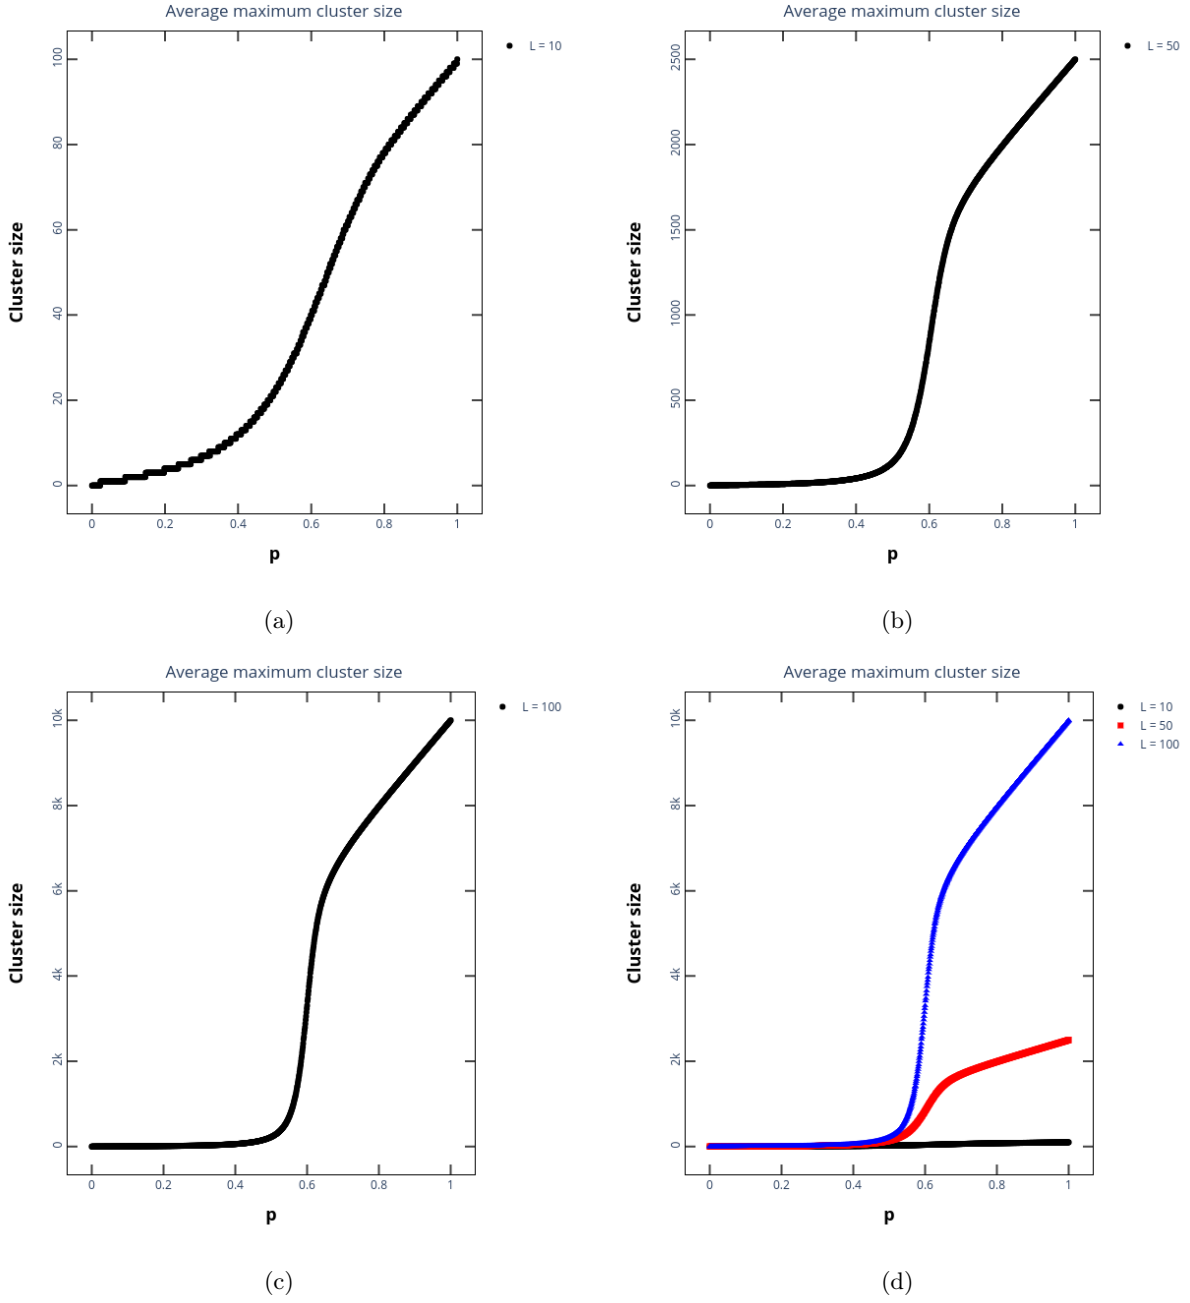 Average maximum cluster size
L = 10
100
80
60
40
20
0
Cluster size
0 0.2 0.4 0.6 0.8 1
p
(a)
Average maximum cluster size
L = 50
2500
2000
1500
1000
500
0
Cluster size
0 0.2 0.4 0.6 0.8 1
p
(b)
Average maximum cluster size
L = 100
10k
8k
6k
4k
2k
0
Cluster size
0 0.2 0.4 0.6 0.8 1
p
(c)
Average maximum cluster size
L = 10
L = 50
L = 100
10k
8k
6k
4k
2k
0
Cluster size
0 0.2 0.4 0.6 0.8 1
p
(d)